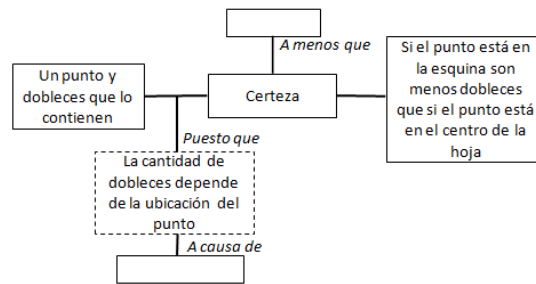 A menos que
Un punto y
dobleces que lo
contienen
Certeza
Si el punto está en
la esquina son
menos dobleces
que si el punto está
en el centro de la
hoja
Puesto que
La cantidad de
dobleces depende
de la ubicación del
punto
A causa de